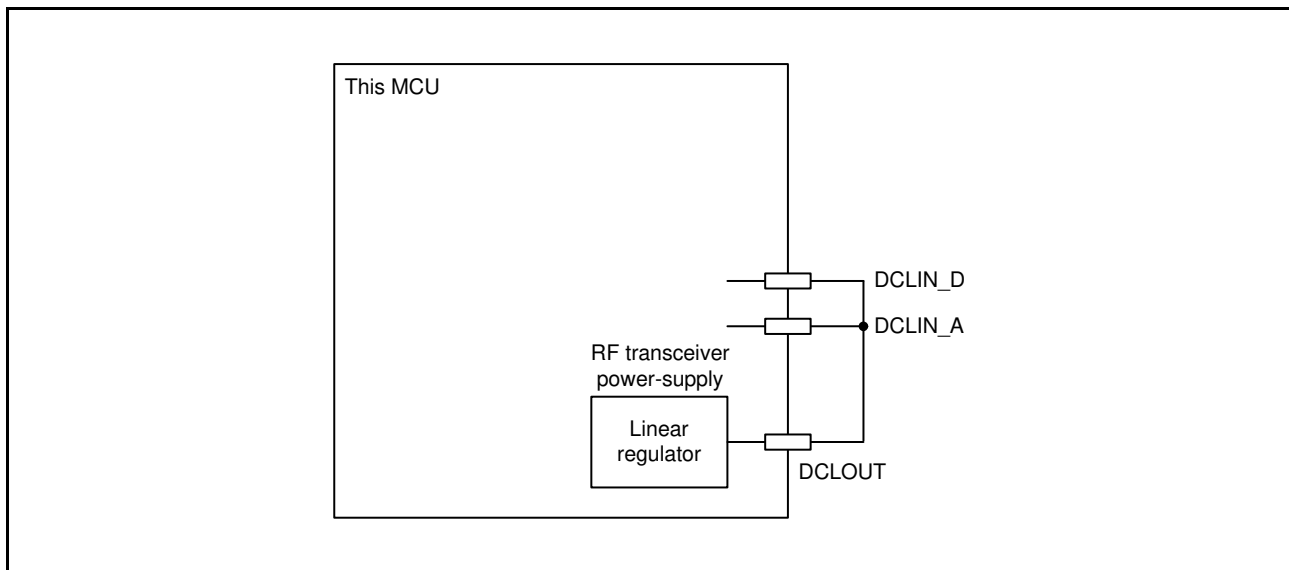 This MCU
DCLIN_D
DCLIN_A
RF transceiver
power-supply
Linear
regulator
DCLOUT